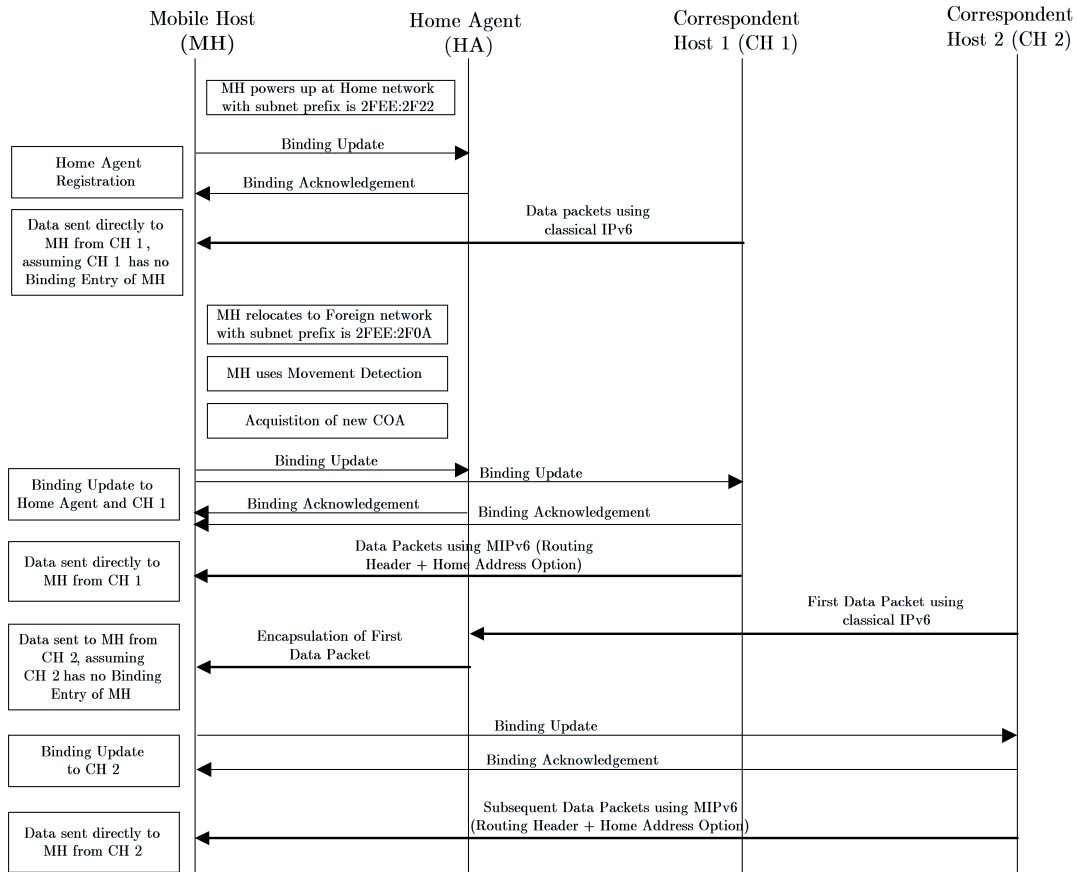 Mobile Host
(MH)
Home Agent
(HA)
Correspondent
Host 1 (CH 1)
Correspondent
Host 2 (CH 2)
MH powers up at Home network
with subnet prefix is 2FEE:2F22
Binding Update
Home Agent
Registration
Binding Acknowledgement
Data sent directly to
MH from CH 1 ,
assuming CH 1 has no
Binding Entry of MH
Data packets using
classical IPv6
MH relocates to Foreign network
with subnet prefix is 2FEE:2F0A
MH uses Movement Detection
Acquistiton of new COA
Binding Update
Binding Update
Binding Update to
Home Agent and CH 1
Binding Acknowledgement
Binding Acknowledgement
Data Packets using MIPv6 (Routing
Header + Home Address Option)
Data sent directly to
MH from CH 1
First Data Packet using
classical IPv6
Data sent to MH from
CH 2, assuming
CH 2 has no Binding
Entry of MH
Encapsulation of First
Data Packet
Binding Update
Binding Update
to CH 2
Binding Acknowledgement
Subsequent Data Packets using MIPv6
(Routing Header + Home Address Option)
Data sent directly to
MH from CH 2